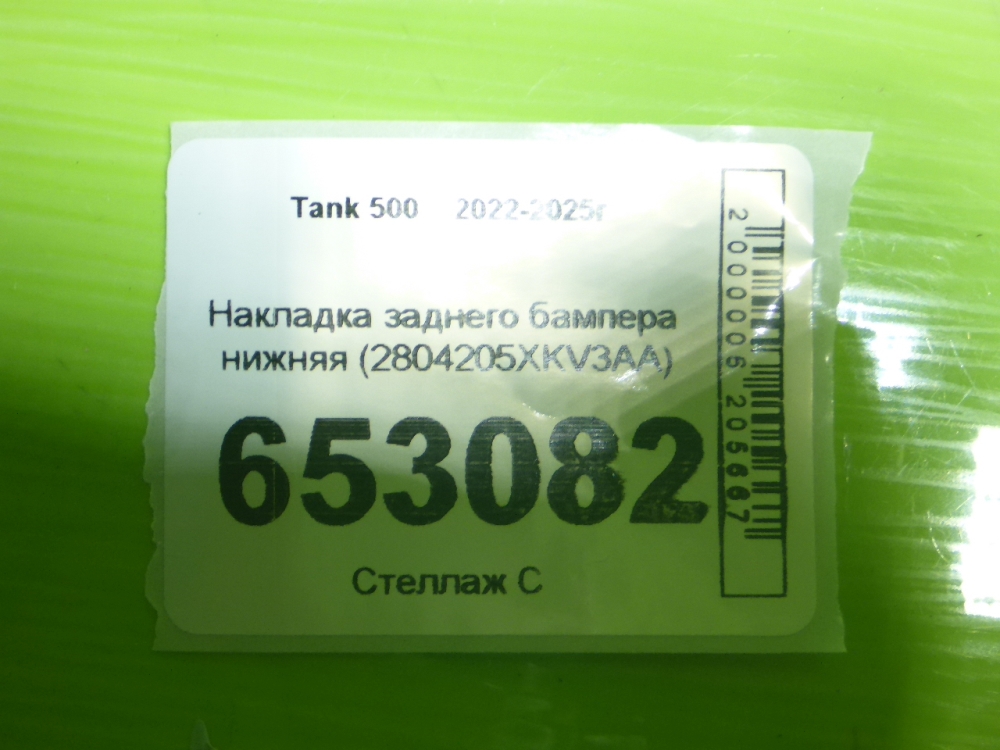 Tank 500 2022-2025г
Накладка заднего бампера
нижняя (2804205XKV3AA)
653082
Стеллаж С
2000006205667